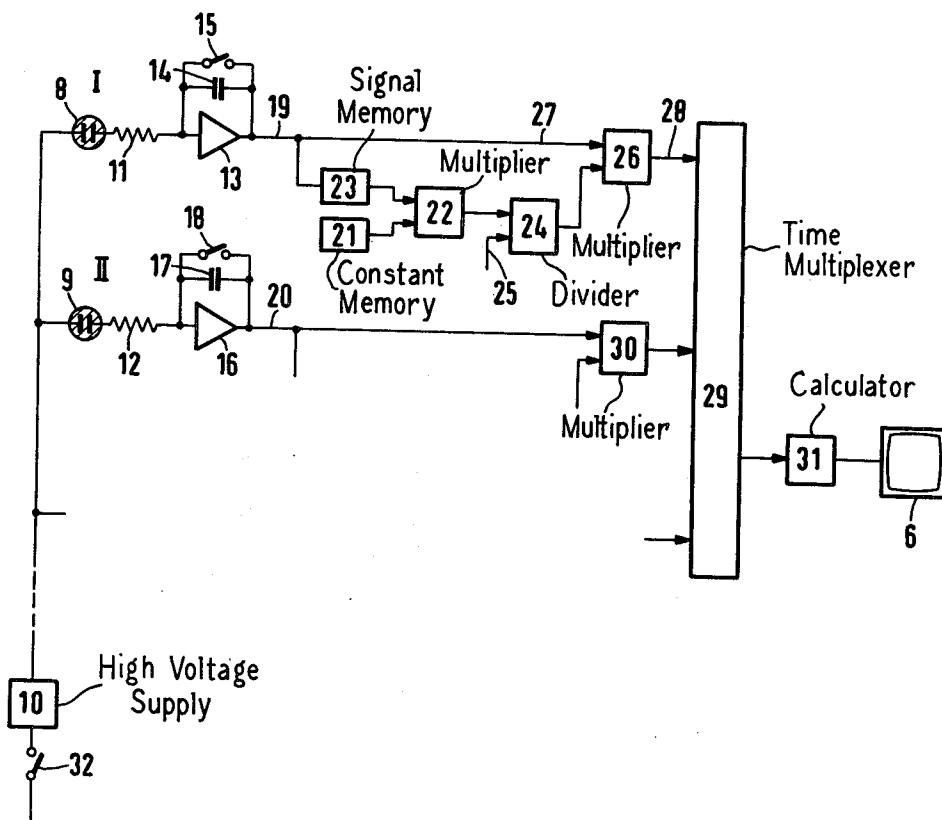 15
I
14
Signal
Memory
8
19
27
28
11
13
23
Multiplier
26
22
21
24
Multiplier
18
Constant
Memory
25
Divider
Time
Multiplexer
II
17
9
20
12
16
30
29
Multiplier
Calculator
31
6
High Voltage
Supply
10
32